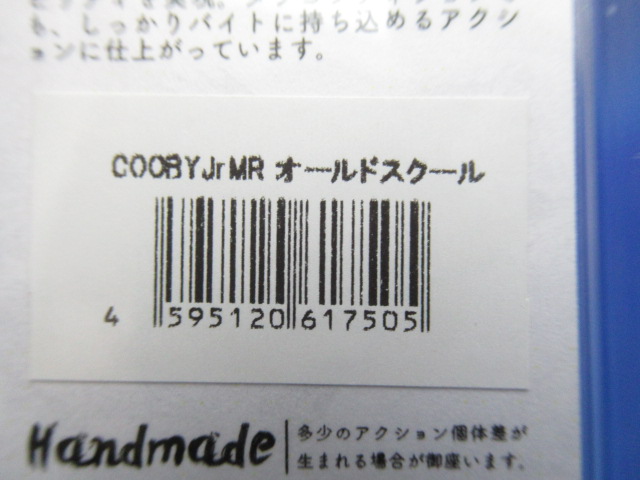 も、しっかりバイトに持ち込めるアクシ
ョンに仕上がっています。
COOBYJrMR オールドスクール
4 595120 617505
Handmade
多少のアクション個体差が
生まれる場合が御座います。